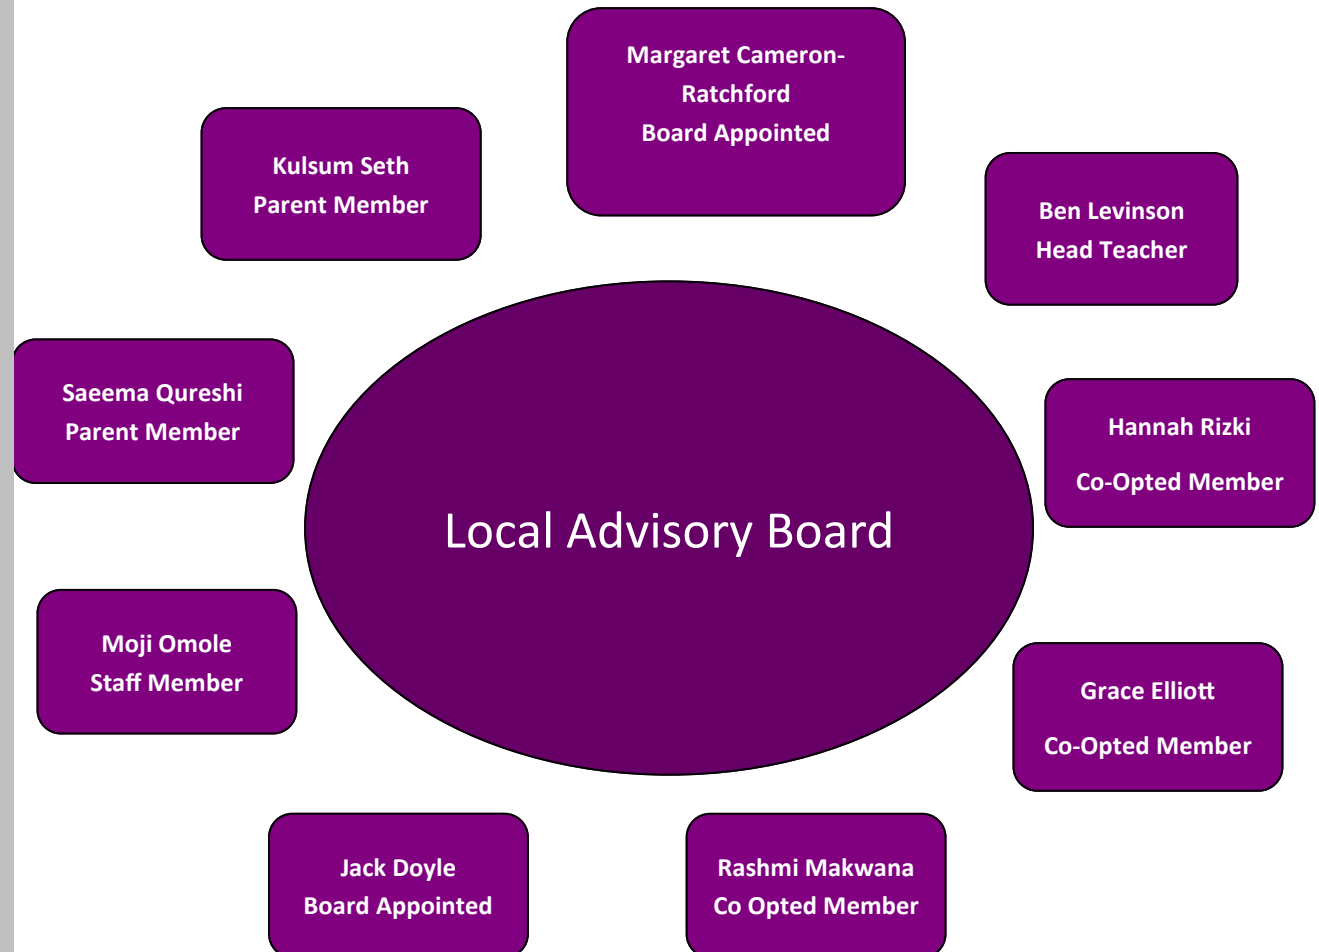 Margaret Cameron-
Ratchford
Board Appointed
Kulsum Seth
Parent Member
Ben Levinson
Head Teacher
Saeema Qureshi
Parent Member
Hannah Rizki
Co-Opted Member
Local Advisory Board
Moji Omole
Staff Member
Grace Elliott
Co-Opted Member
Jack Doyle
Board Appointed
Rashmi Makwana
Co Opted Member